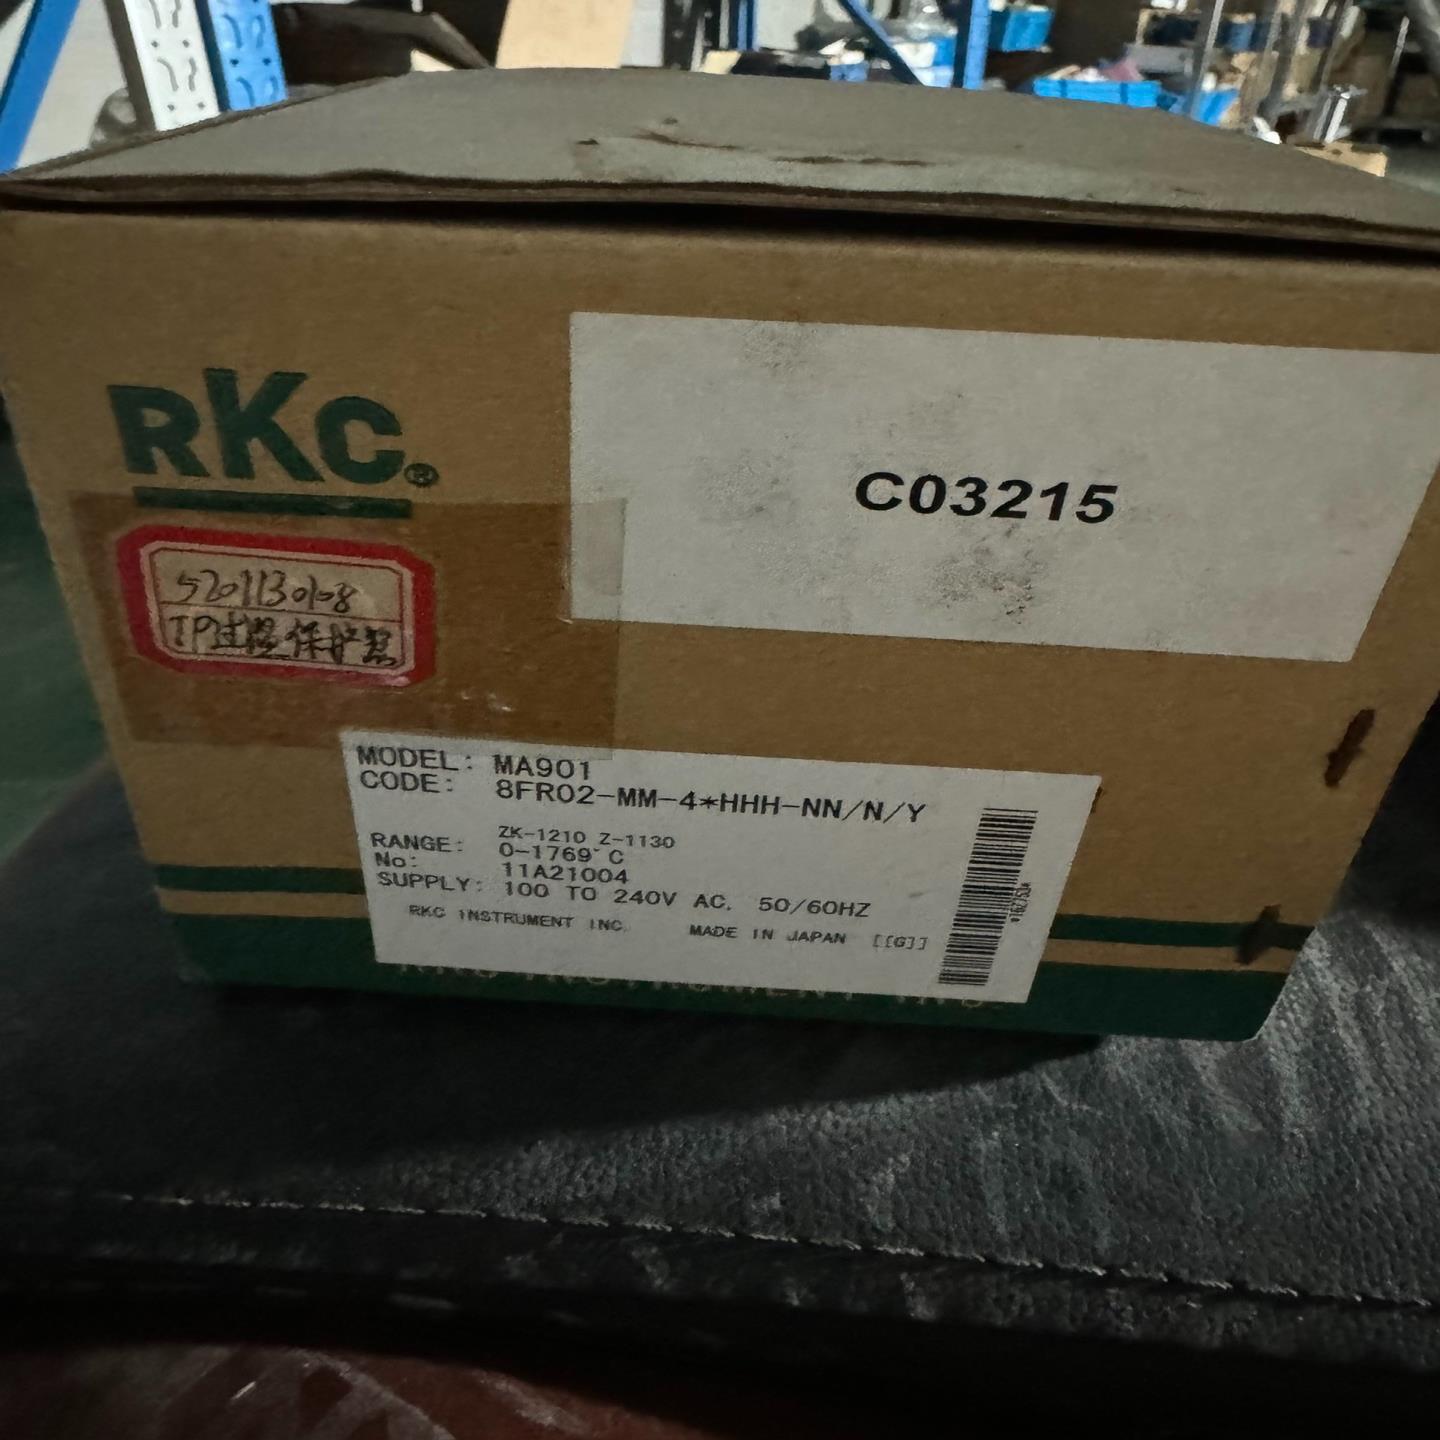 RKC®
C03215
5201130108
TP过温保护器
MODEL: MA901
CODE: 8FR02-MM-4*HHH-NN/N/Y
ZK-1210 Z-1130
RANGE: 0-1769°C
No: 11A21004
SUPPLY: 100 TO 240V AC, 50/60HZ
RKC INSTRUMENT INC. MADE IN JAPAN [[G]]